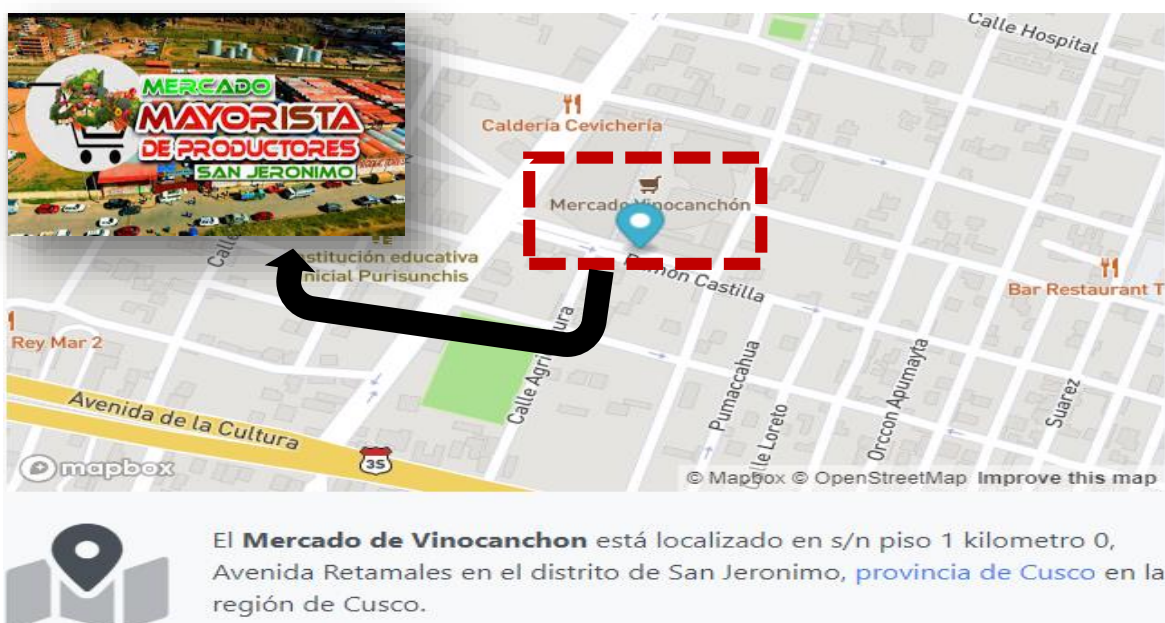 MERCADO
MAYORISTA
DE PRODUCTORES
SAN JERONIMO
Calle Hospital
Caldería Cevichería
Mercado Vinocanchón
Calle
stitución educativa
nicial Purisunchis
Ramón Castilla
Bar Restaurant T
Rey Mar 2
Calle Agricultura
Pumaccahua
Calle Loreto
Orccon Apumayta
Suarez
Avenida de la Cultura
3S
mapbox
© Mapbox © OpenStreetMap Improve this map
El Mercado de Vinocanchon está localizado en s/n piso 1 kilometro 0,
Avenida Retamales en el distrito de San Jeronimo, provincia de Cusco en la
región de Cusco.